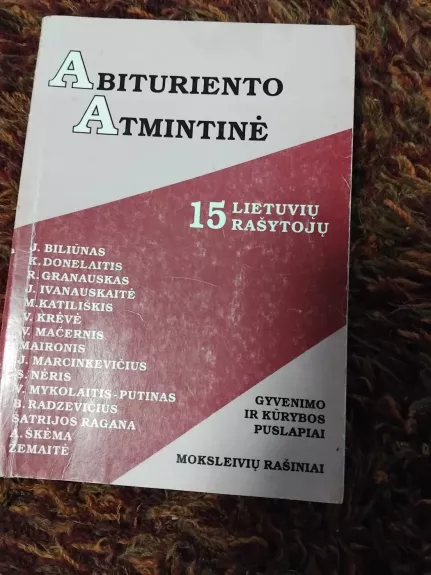 ABITURIENTO
ATMINTINĖ
15 LIETUVIŲ
RAŠYTOJŲ
J. BILIŪNAS
K. DONELAITIS
R. GRANAUSKAS
J. IVANAUSKAITĖ
M. KATILIŠKIS
V. KRĖVĖ
V. MAČERNIS
MAIRONIS
J. MARCINKEVIČIUS
S. NĖRIS
V. MYKOLAITIS-PUTINAS
B. RADZEVIČIUS
ŠATRIJOS RAGANA
A. ŠKĖMA
ŽEMAITĖ
GYVENIMO
IR KŪRYBOS
PUSLAPIAI
MOKSLEIVIŲ RAŠINIAI